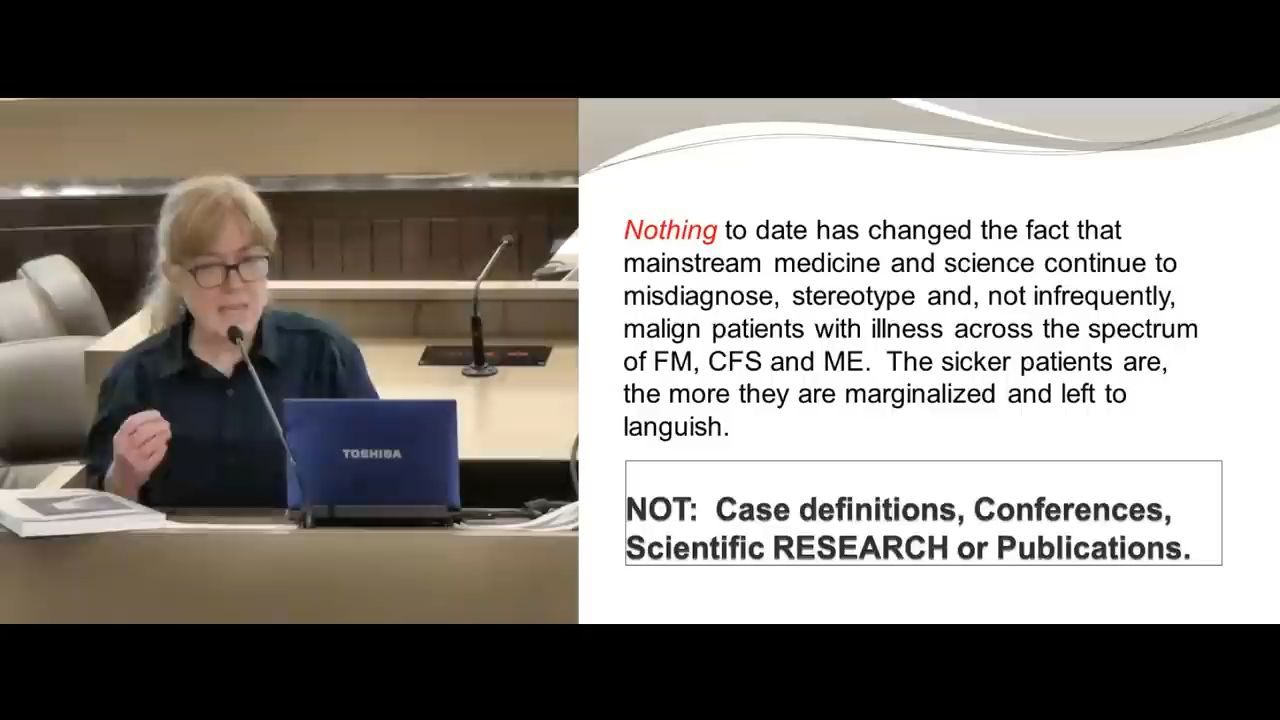 Nothing to date has changed the fact that
mainstream medicine and science continue to
misdiagnose, stereotype and, not infrequently,
malign patients with illness across the spectrum
of FM, CFS and ME.  The sicker patients are,
the more they are marginalized and left to
languish.
NOT:  Case definitions, Conferences,
Scientific RESEARCH or Publications.
TOSHIBA